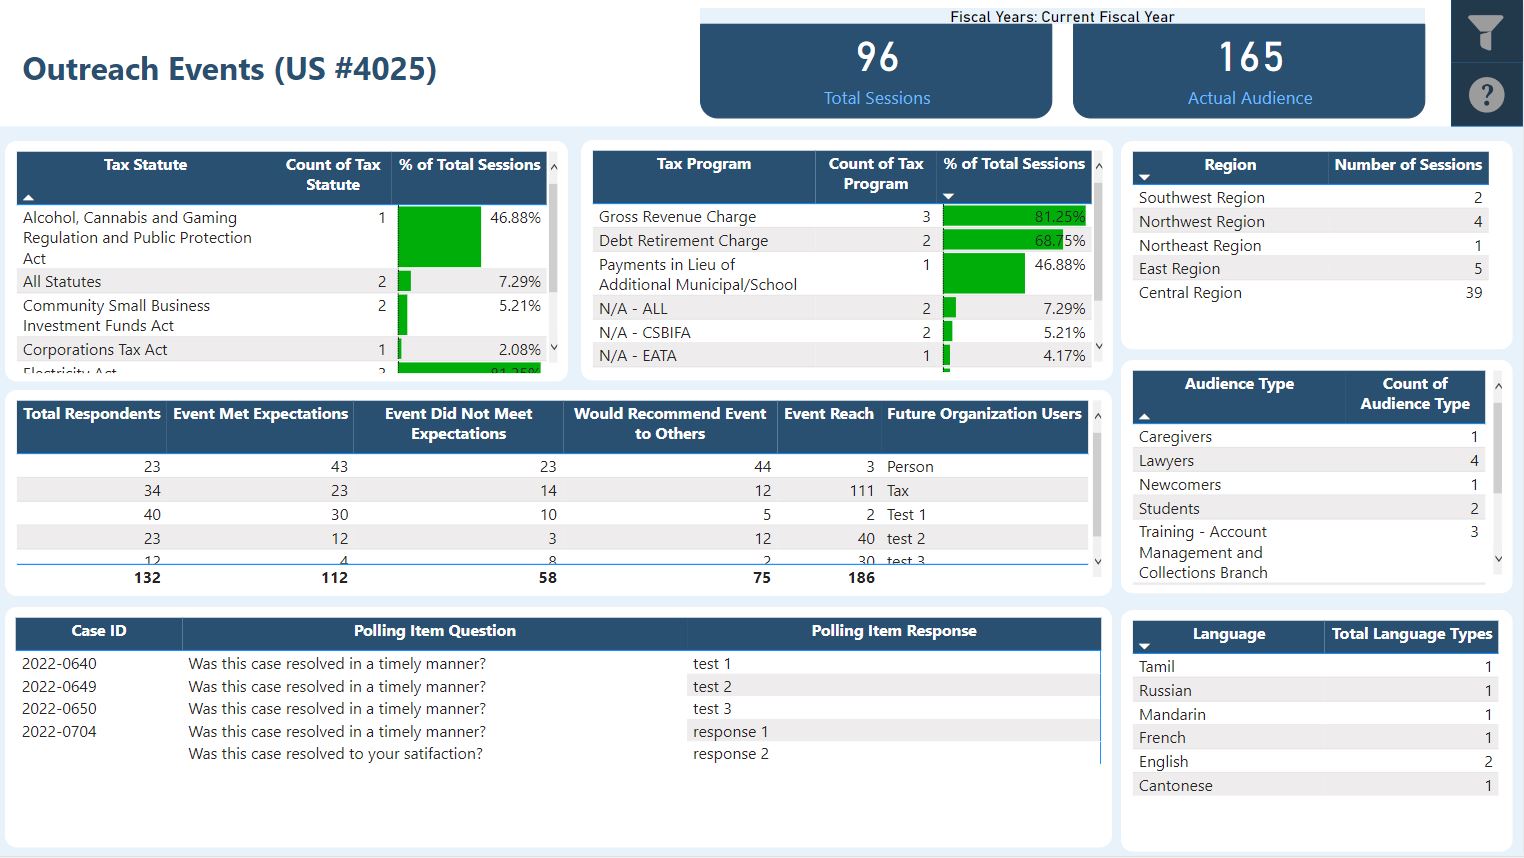 Fiscal Years: Current Fiscal Year
Outreach Events (US #4025)
96
Total Sessions
165
Actual Audience
?
Tax Statute Count of Tax Statute % of Total Sessions
Alcohol, Cannabis and Gaming 1 46.88%
Regulation and Public Protection
Act
All Statutes 2 7.29%
Community Small Business 2 5.21%
Investment Funds Act
Corporations Tax Act 1 2.08%
Electricity Act 3 81.25%
Tax Program Count of Tax Program % of Total Sessions
Gross Revenue Charge 3 81.25%
Debt Retirement Charge 2 68.75%
Payments in Lieu of 1 46.88%
Additional Municipal/School
N/A - ALL 2 7.29%
N/A - CSBIFA 2 5.21%
N/A - EATA 1 4.17%
Region Number of Sessions
Southwest Region 2
Northwest Region 4
Northeast Region 1
East Region 5
Central Region 39
Total Respondents Event Met Expectations Event Did Not Meet Expectations Would Recommend Event to Others Event Reach Future Organization Users
23 43 23 44 3 Person
34 23 14 12 111 Tax
40 30 10 5 2 Test 1
23 12 3 12 40 test 2
12 4 8 2 30 test 3
132 112 58 75 186
Audience Type Count of Audience Type
Caregivers 1
Lawyers 4
Newcomers 1
Students 2
Training - Account 3
Management and
Collections Branch
Case ID Polling Item Question Polling Item Response
2022-0640 Was this case resolved in a timely manner? test 1
2022-0649 Was this case resolved in a timely manner? test 2
2022-0650 Was this case resolved in a timely manner? test 3
2022-0704 Was this case resolved in a timely manner? response 1
Was this case resolved to your satifaction? response 2
Language Total Language Types
Tamil 1
Russian 1
Mandarin 1
French 1
English 2
Cantonese 1